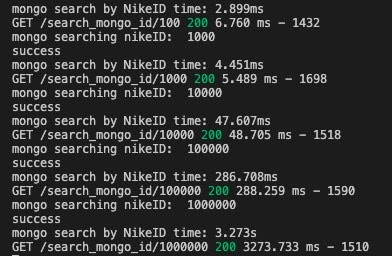 mongo search by NikeID time: 2.899ms
GET /search_mongo_id/100 200 6.760 ms - 1432
mongo searching nikeID:  1000
success
mongo search by NikeID time: 4.451ms
GET /search_mongo_id/1000 200 5.489 ms - 1698
mongo searching nikeID:  10000
success
mongo search by NikeID time: 47.607ms
GET /search_mongo_id/10000 200 48.705 ms - 1518
mongo searching nikeID:  100000
success
mongo search by NikeID time: 286.708ms
GET /search_mongo_id/100000 200 288.259 ms - 1590
mongo searching nikeID:  1000000
success
mongo search by NikeID time: 3.273s
GET /search_mongo_id/1000000 200 3273.733 ms - 1510